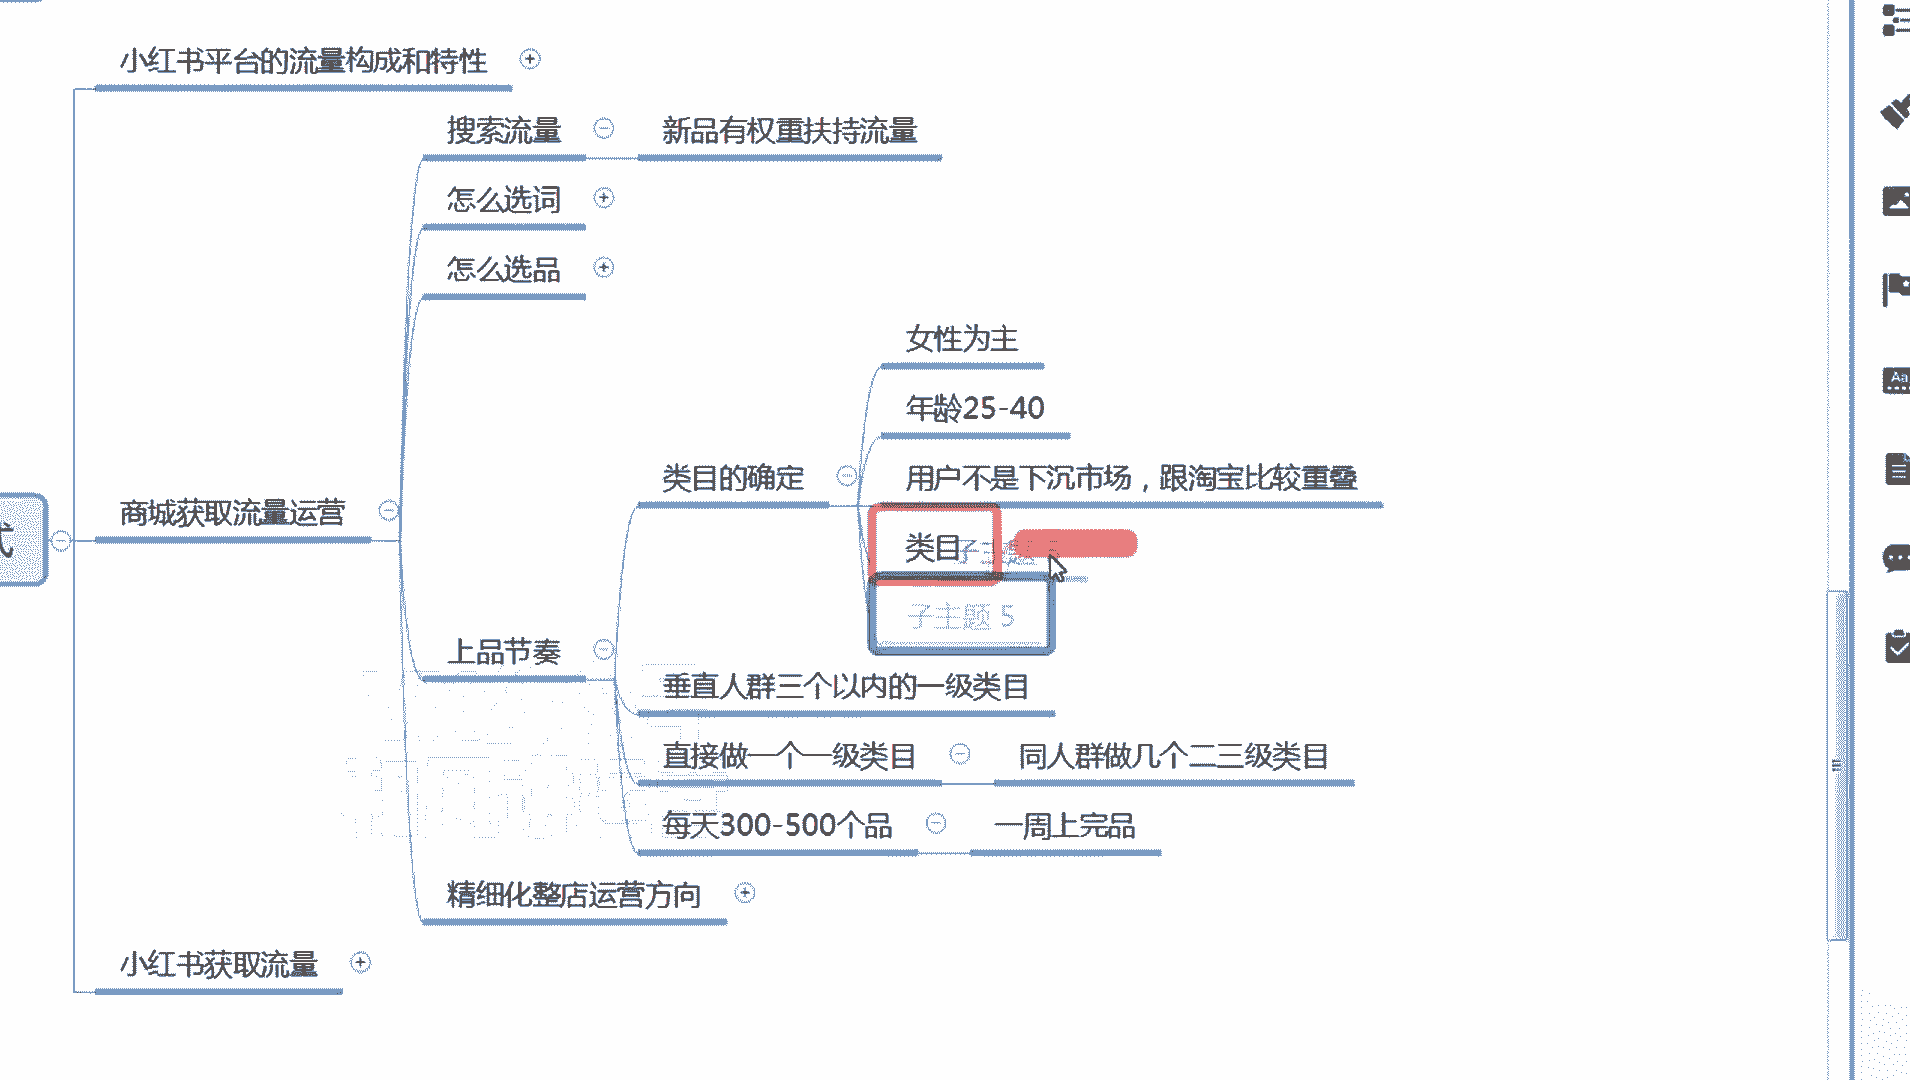 小红书平台的流量构成和特性
搜索流量
新品有权重扶持流量
怎么选词
怎么选品
女性为主
年龄25-40
类目的确定
用户不是下沉市场，跟淘宝比较重叠
商城获取流量运营
类目
子主题
子主题 5
上品节奏
垂直人群三个以内的一级类目
直接做一个一级类目
同人群做几个二三级类目
每天300-500个品
一周上完品
精细化整店运营方向
小红书获取流量
Aa